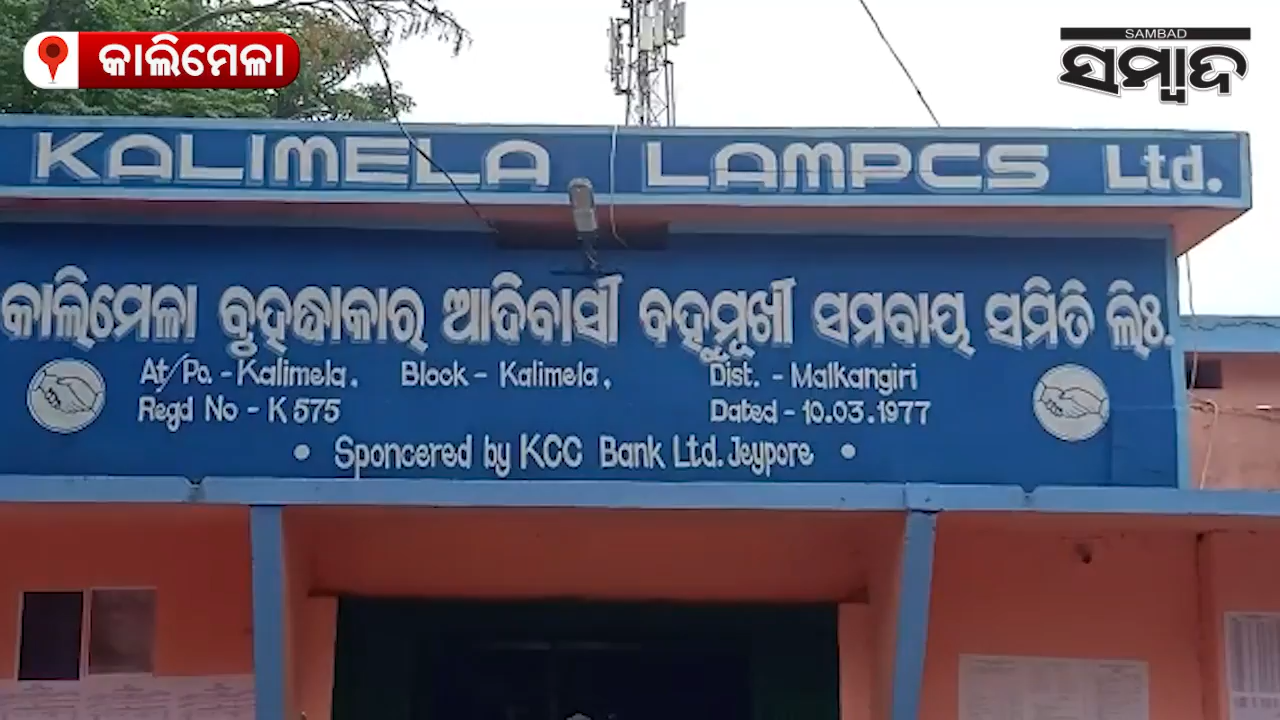 କାଲିମେଳା
SAMBAD
ସମ୍ବାଦ
KALIMELA LAMPCS Ltd.
କାଲିମେଳା ବୃହଦ୍ଧାକାର ଆଦିବାସୀ ବହୁମୂଖୀ ସମବାୟ ସମିତି ଲିଃ.
At/Po. - Kalimela, Block - Kalimela, Dist. - Malkangiri
Regd No - K 575 Dated - 10.03.1977
• Sponcered by KCC Bank Ltd. Jeypore •